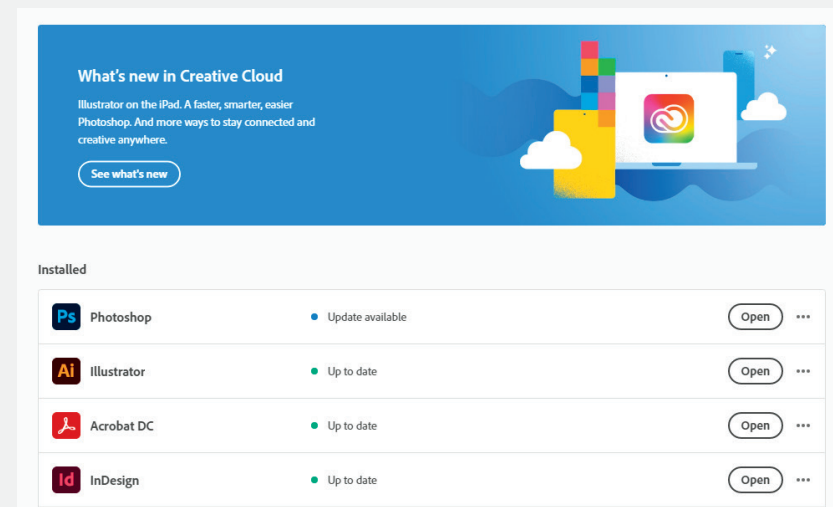 What's new in Creative Cloud
Illustrator on the iPad. A faster, smarter, easier
Photoshop. And more ways to stay connected and
creative anywhere.
See what's new
Installed
Ps Photoshop Update available Open
Ai Illustrator Up to date Open
Acrobat DC Up to date Open
Id InDesign Up to date Open